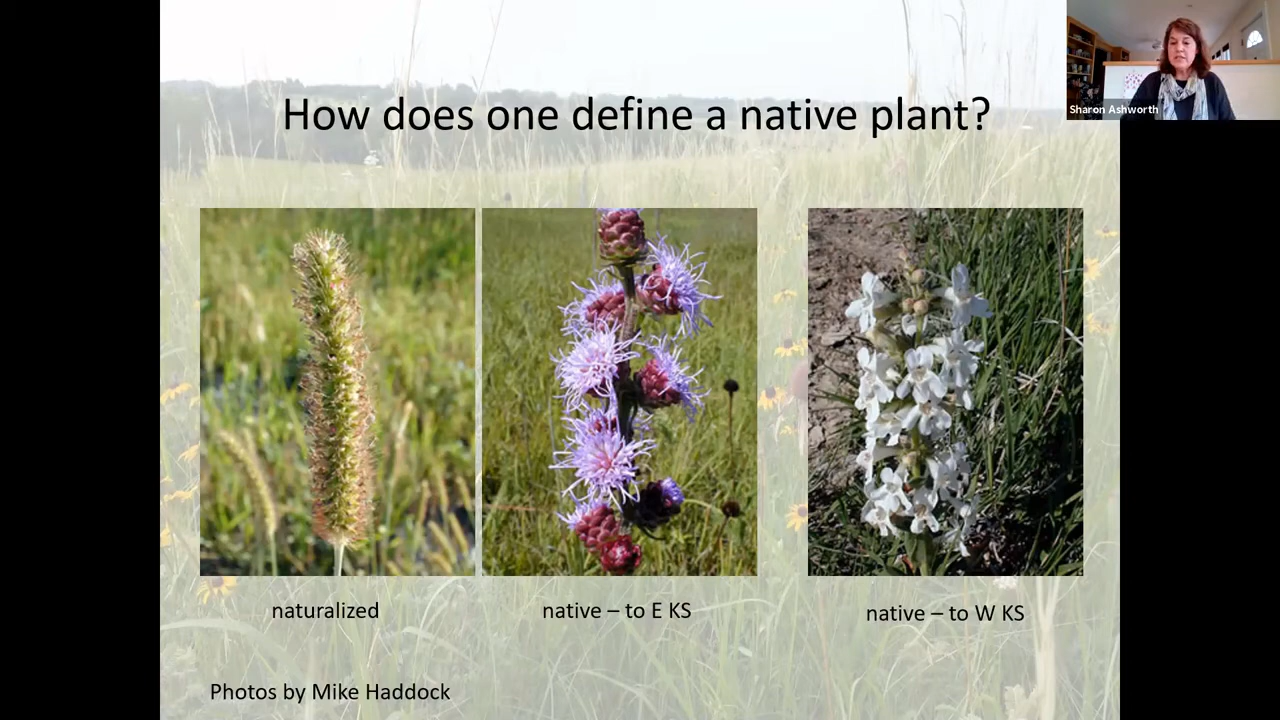 Sharon Ashworth
How does one define a native plant?
naturalized
native – to E KS
native – to W KS
Photos by Mike Haddock